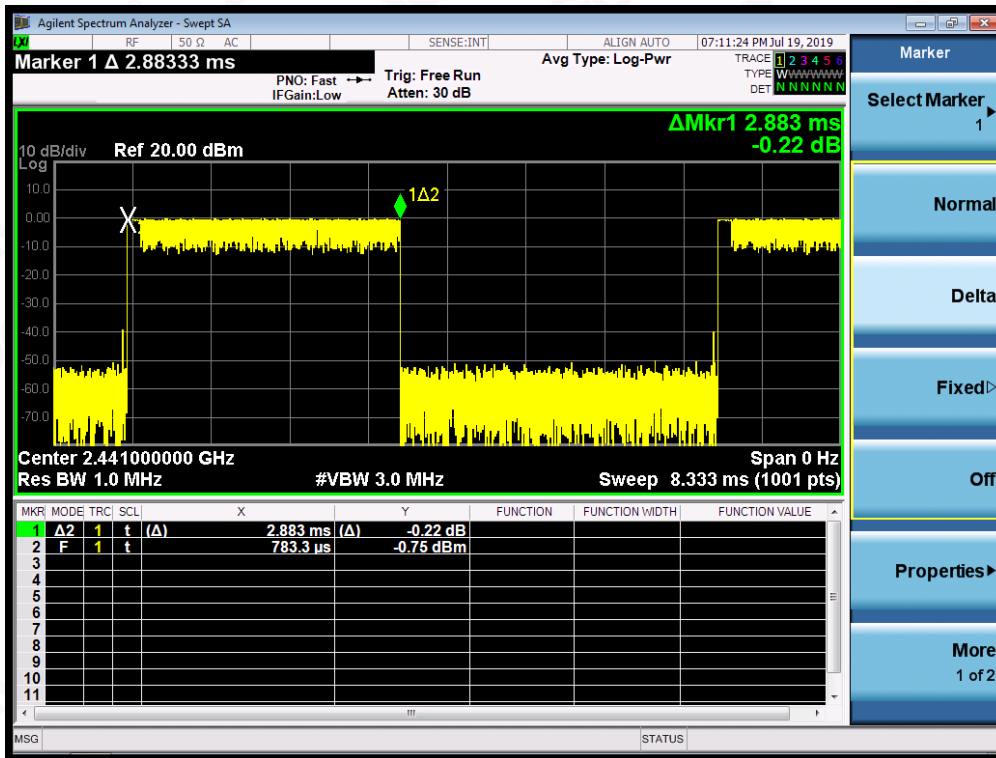 Agilent Spectrum Analyzer - Swept SA
LXI RF 50 Ω AC SENSE:INT ALIGN AUTO 07:11:24 PM Jul 19, 2019
Marker 1 Δ 2.88333 ms
PNO: Fast
IFGain:Low
Trig: Free Run
Atten: 30 dB
Avg Type: Log-Pwr
TRACE 1 2 3 4 5 6
TYPE WWWWWW
DET N N N N N N
ΔMkr1 2.883 ms
-0.22 dB
10 dB/div Ref 20.00 dBm
Log
10.0
0.00
-10.0
-20.0
-30.0
-40.0
-50.0
-60.0
-70.0
1Δ2
Center 2.441000000 GHz Span 0 Hz
Res BW 1.0 MHz #VBW 3.0 MHz Sweep 8.333 ms (1001 pts)
MKR MODE TRC SCL X Y FUNCTION FUNCTION WIDTH FUNCTION VALUE
1 Δ2 1 t (Δ) 2.883 ms (Δ) -0.22 dB
2 F 1 t 783.3 µs -0.75 dBm
3
4
5
6
7
8
9
10
11
MSG STATUS
Marker
Select Marker
1
Normal
Delta
Fixed
Off
Properties
More
1 of 2